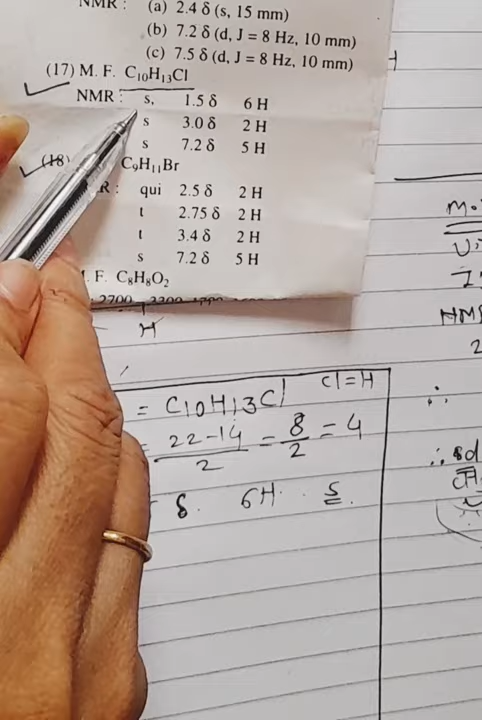 NMR : (a) 2.4 δ (s, 15 mm)
(b) 7.2 δ (d, J = 8 Hz, 10 mm)
(c) 7.5 δ (d, J = 8 Hz, 10 mm)
(17) M. F. C₁₀H₁₃Cl
NMR : s, 1.5 δ 6 H
s 3.0 δ 2 H
s 7.2 δ 5 H
(18) C₉H₁₁Br
R : qui 2.5 δ 2 H
t 2.75 δ 2 H
t 3.4 δ 2 H
s 7.2 δ 5 H
. F. C₈H₈O₂
H
= C10H13Cl Cl=H
= 22-14 / 2 = 8 / 2 = 4
δ. 6H. s.
NM
∴
∴